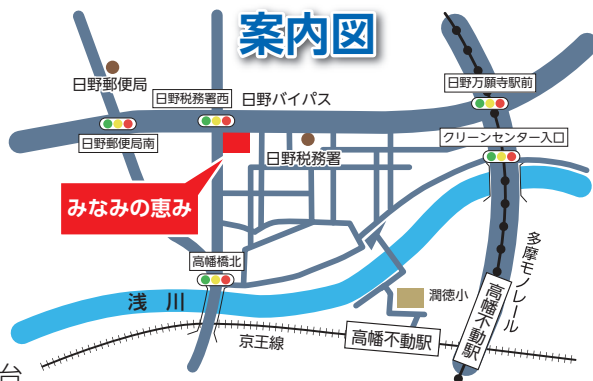 案内図
日野郵便局
日野税務署西
日野バイパス
日野万願寺駅前
日野郵便局南
日野税務署
クリーンセンター入口
みなみの恵み
高幡橋北
多摩モノレール
浅川
潤徳小
高幡不動駅
京王線
高幡不動駅
台